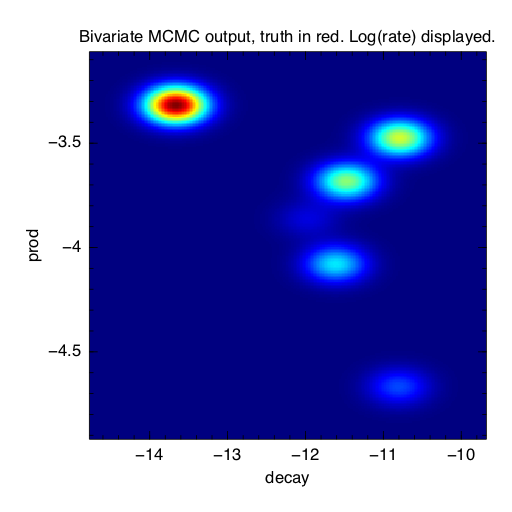 Bivariate MCMC output, truth in red. Log(rate) displayed.
−3.5
−4
−4.5
prod
−14 −13 −12 −11 −10
decay